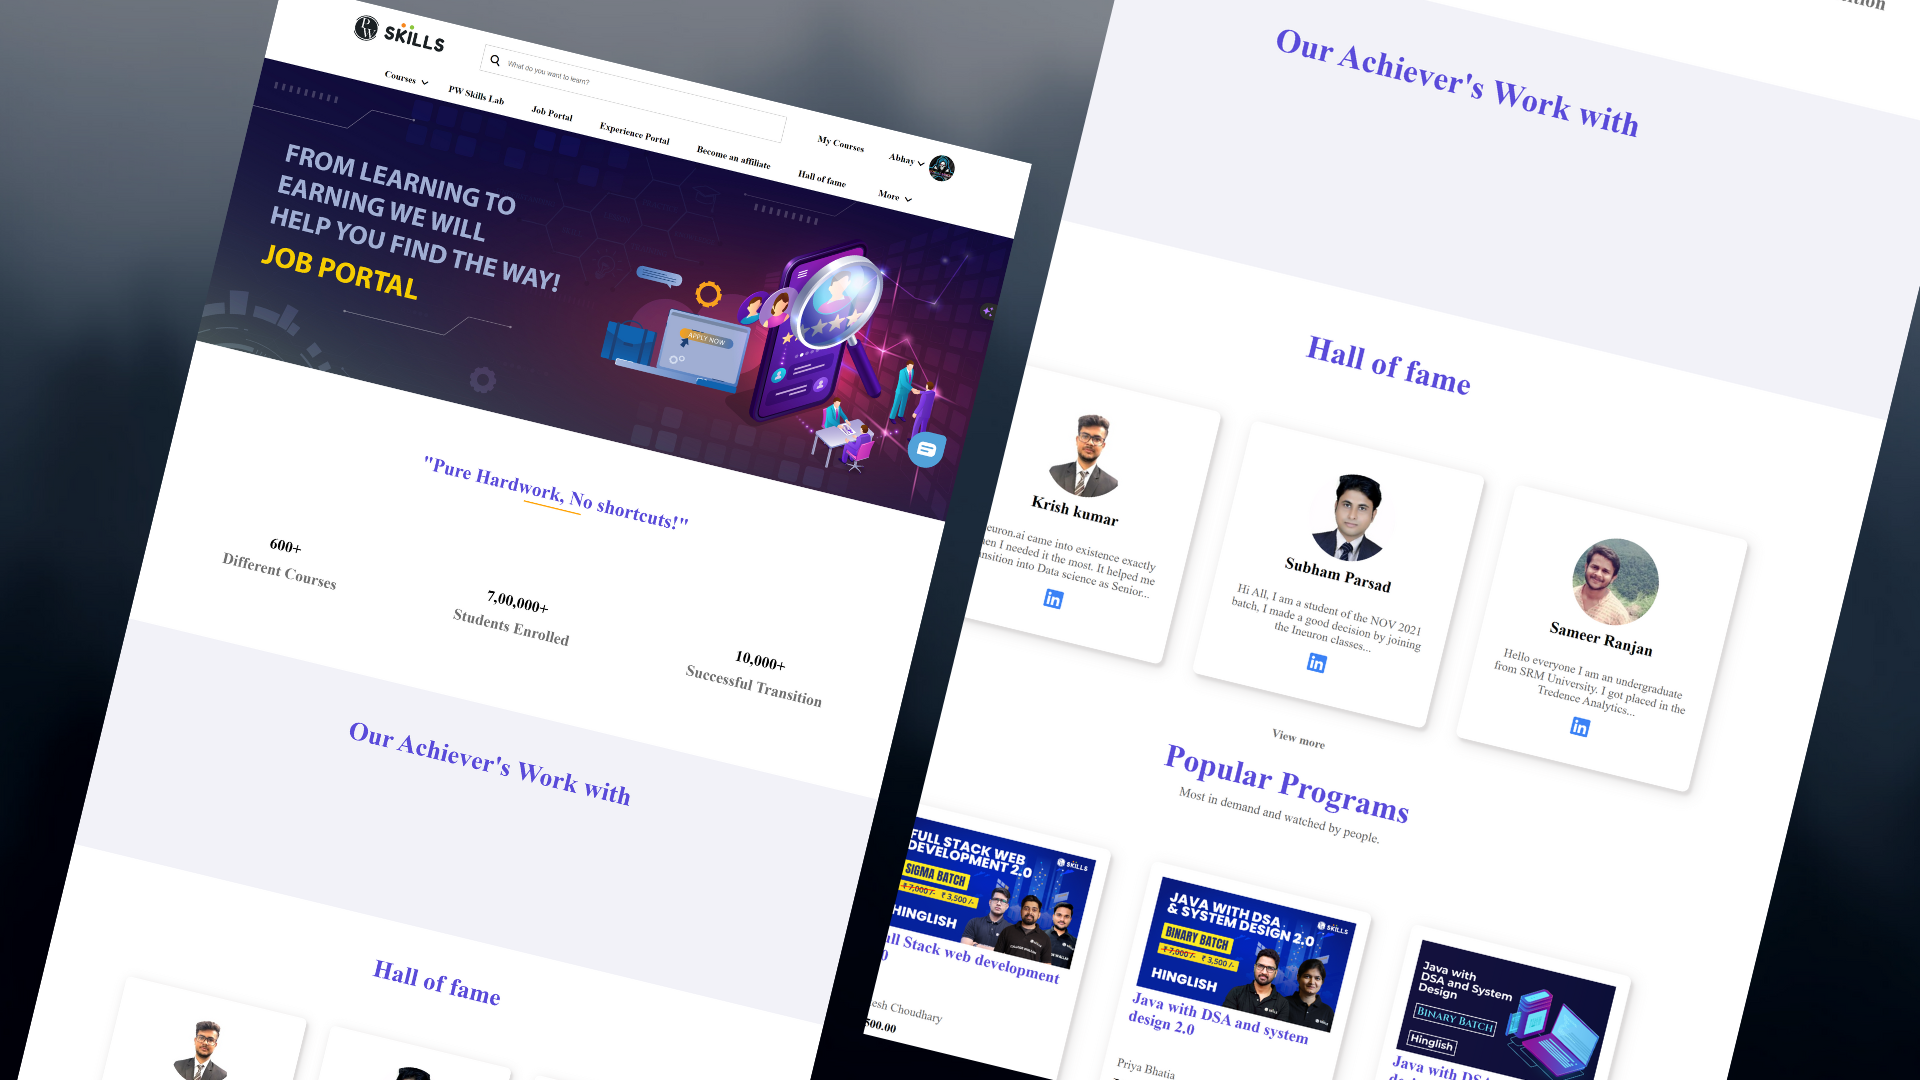 PW SKILLS
What do you want to learn?
My Courses
Abhay
Courses
PW Skills Lab
Job Portal
Experience Portal
Become an affiliate
Hall of fame
More
FROM LEARNING TO
EARNING WE WILL
HELP YOU FIND THE WAY!
JOB PORTAL
APPLY NOW
"Pure Hardwork, No shortcuts!"
600+
Different Courses
7,00,000+
Students Enrolled
10,000+
Successful Transition
Our Achiever's Work with
Hall of fame
Our Achiever's Work with
Hall of fame
Krish kumar
euron.ai came into existence exactly
en I needed it the most. It helped me
nsition into Data science as Senior...
Subham Parsad
Hi All, I am a student of the NOV 2021
batch, I made a good decision by joining
the Ineuron classes...
Sameer Ranjan
Hello everyone I am an undergraduate
from SRM University. I got placed in the
Tredence Analytics...
View more
Popular Programs
Most in demand and watched by people.
FULL STACK WEB
DEVELOPMENT 2.0
SKILLS
SIGMA BATCH
₹ 7,000 /- ₹ 3,500 /-
HINGLISH
ull Stack web development
0
esh Choudhary
500.00
JAVA WITH DSA
& SYSTEM DESIGN 2.0
SKILLS
BINARY BATCH
₹ 7,000 /- ₹ 3,500 /-
HINGLISH
Java with DSA and system
design 2.0
Priya Bhatia
Java with
DSA and System
Design
BINARY BATCH
Hinglish
Java with DS